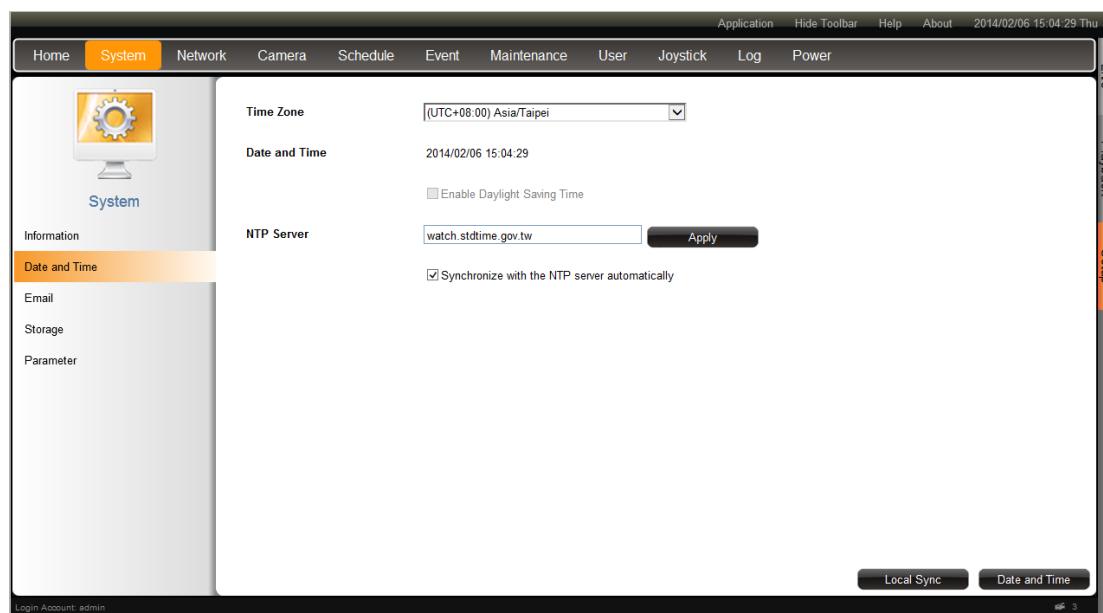 Application Hide Toolbar Help About 2014/02/06 15:04:29 Thu
Home System Network Camera Schedule Event Maintenance User Joystick Log Power
System
Information
Date and Time
Email
Storage
Parameter
Time Zone (UTC+08:00) Asia/Taipei
Date and Time 2014/02/06 15:04:29
Enable Daylight Saving Time
NTP Server watch.stdtime.gov.tw Apply
Synchronize with the NTP server automatically
Local Sync Date and Time
Login Account: admin 3